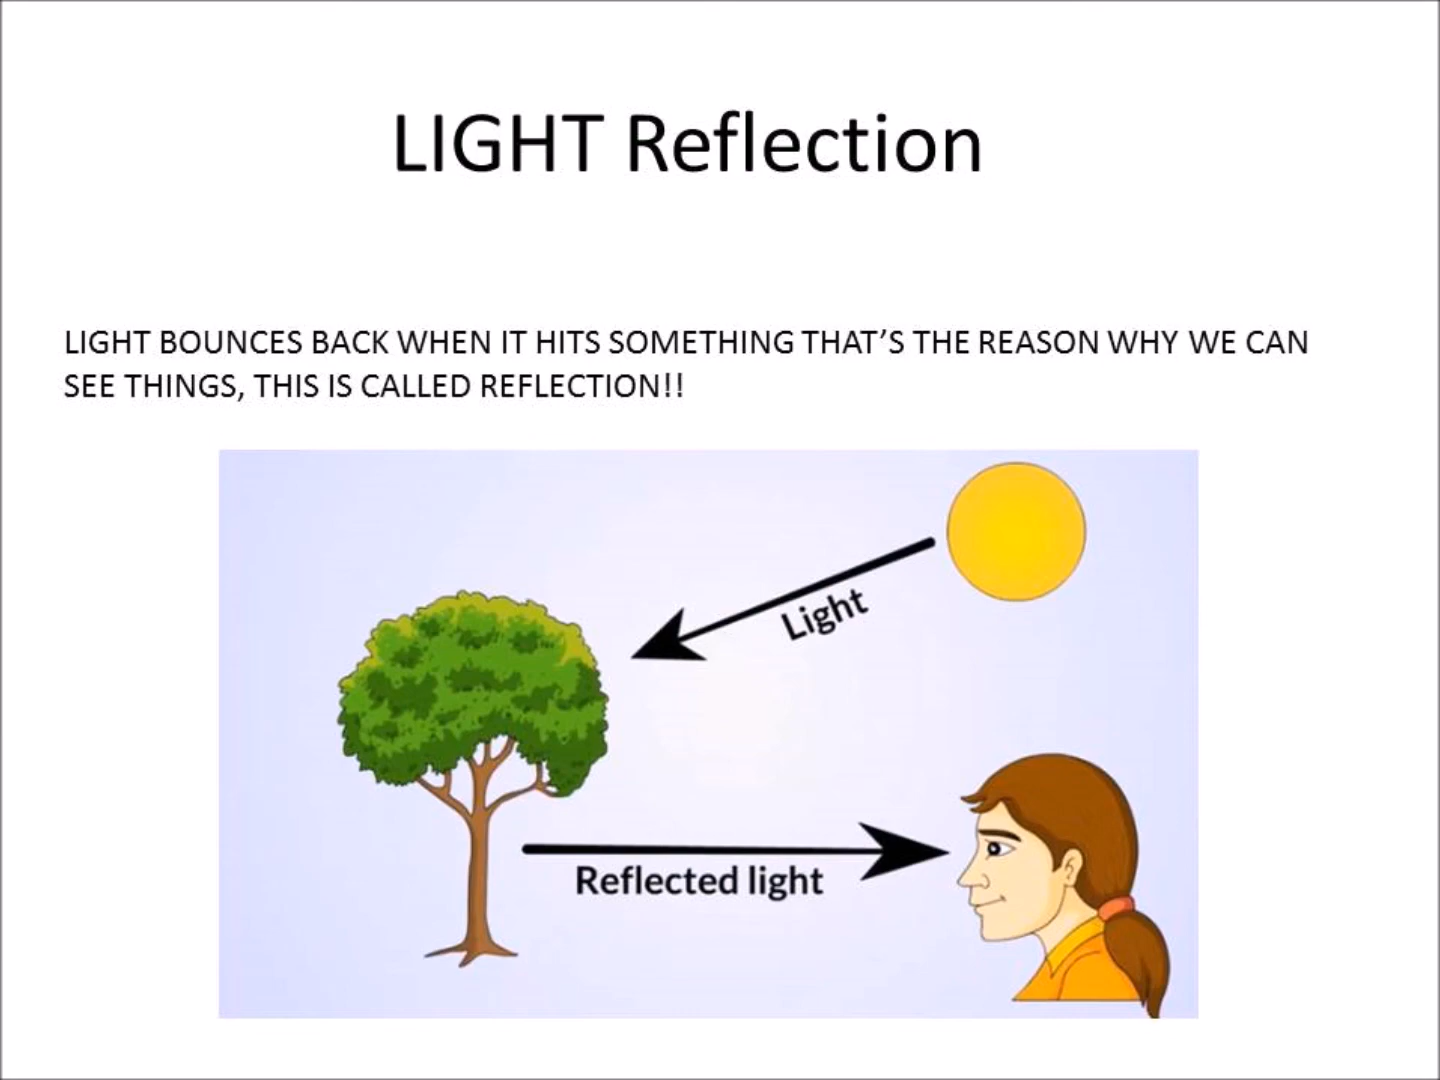 LIGHT Reflection
LIGHT BOUNCES BACK WHEN IT HITS SOMETHING THAT’S THE REASON WHY WE CAN
SEE THINGS, THIS IS CALLED REFLECTION!!
Light
Reflected light